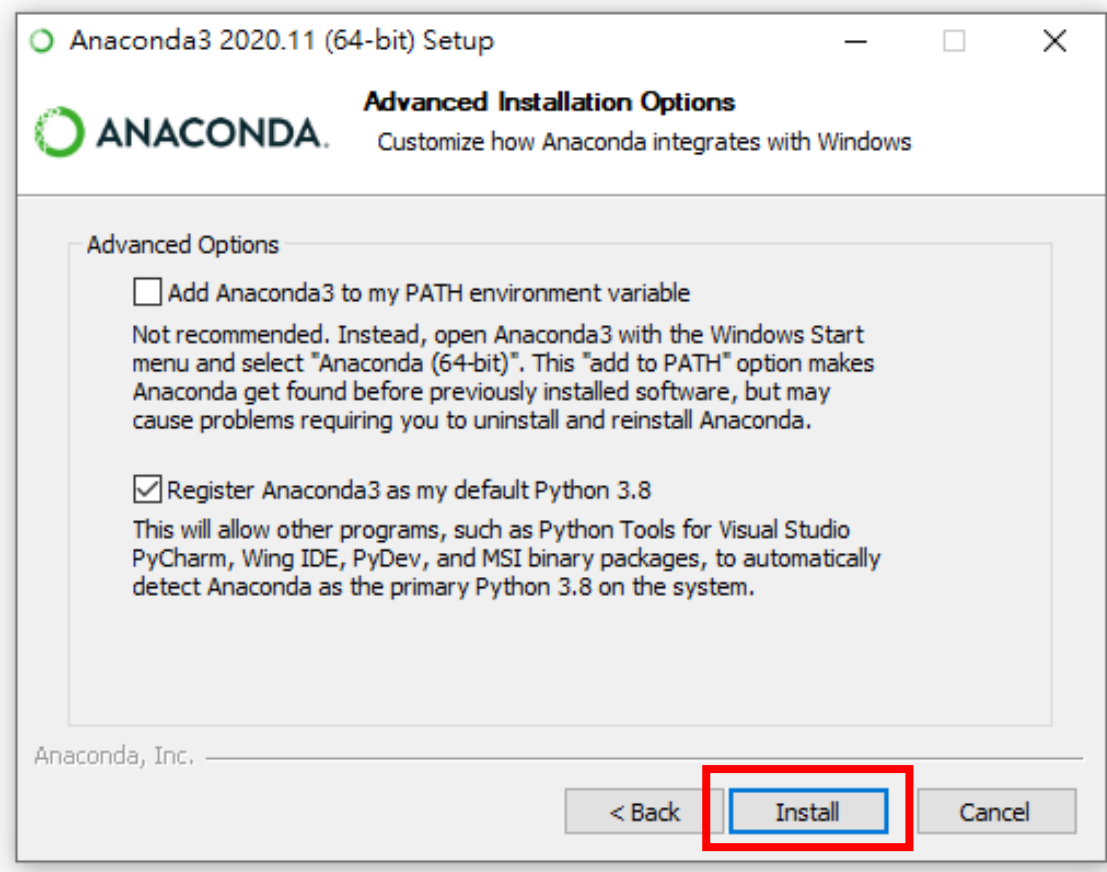 Anaconda3 2020.11 (64-bit) Setup
ANACONDA.
Advanced Installation Options
Customize how Anaconda integrates with Windows
Advanced Options
Add Anaconda3 to my PATH environment variable
Not recommended. Instead, open Anaconda3 with the Windows Start
menu and select "Anaconda (64-bit)". This "add to PATH" option makes
Anaconda get found before previously installed software, but may
cause problems requiring you to uninstall and reinstall Anaconda.
Register Anaconda3 as my default Python 3.8
This will allow other programs, such as Python Tools for Visual Studio
PyCharm, Wing IDE, PyDev, and MSI binary packages, to automatically
detect Anaconda as the primary Python 3.8 on the system.
Anaconda, Inc.
< Back
Install
Cancel